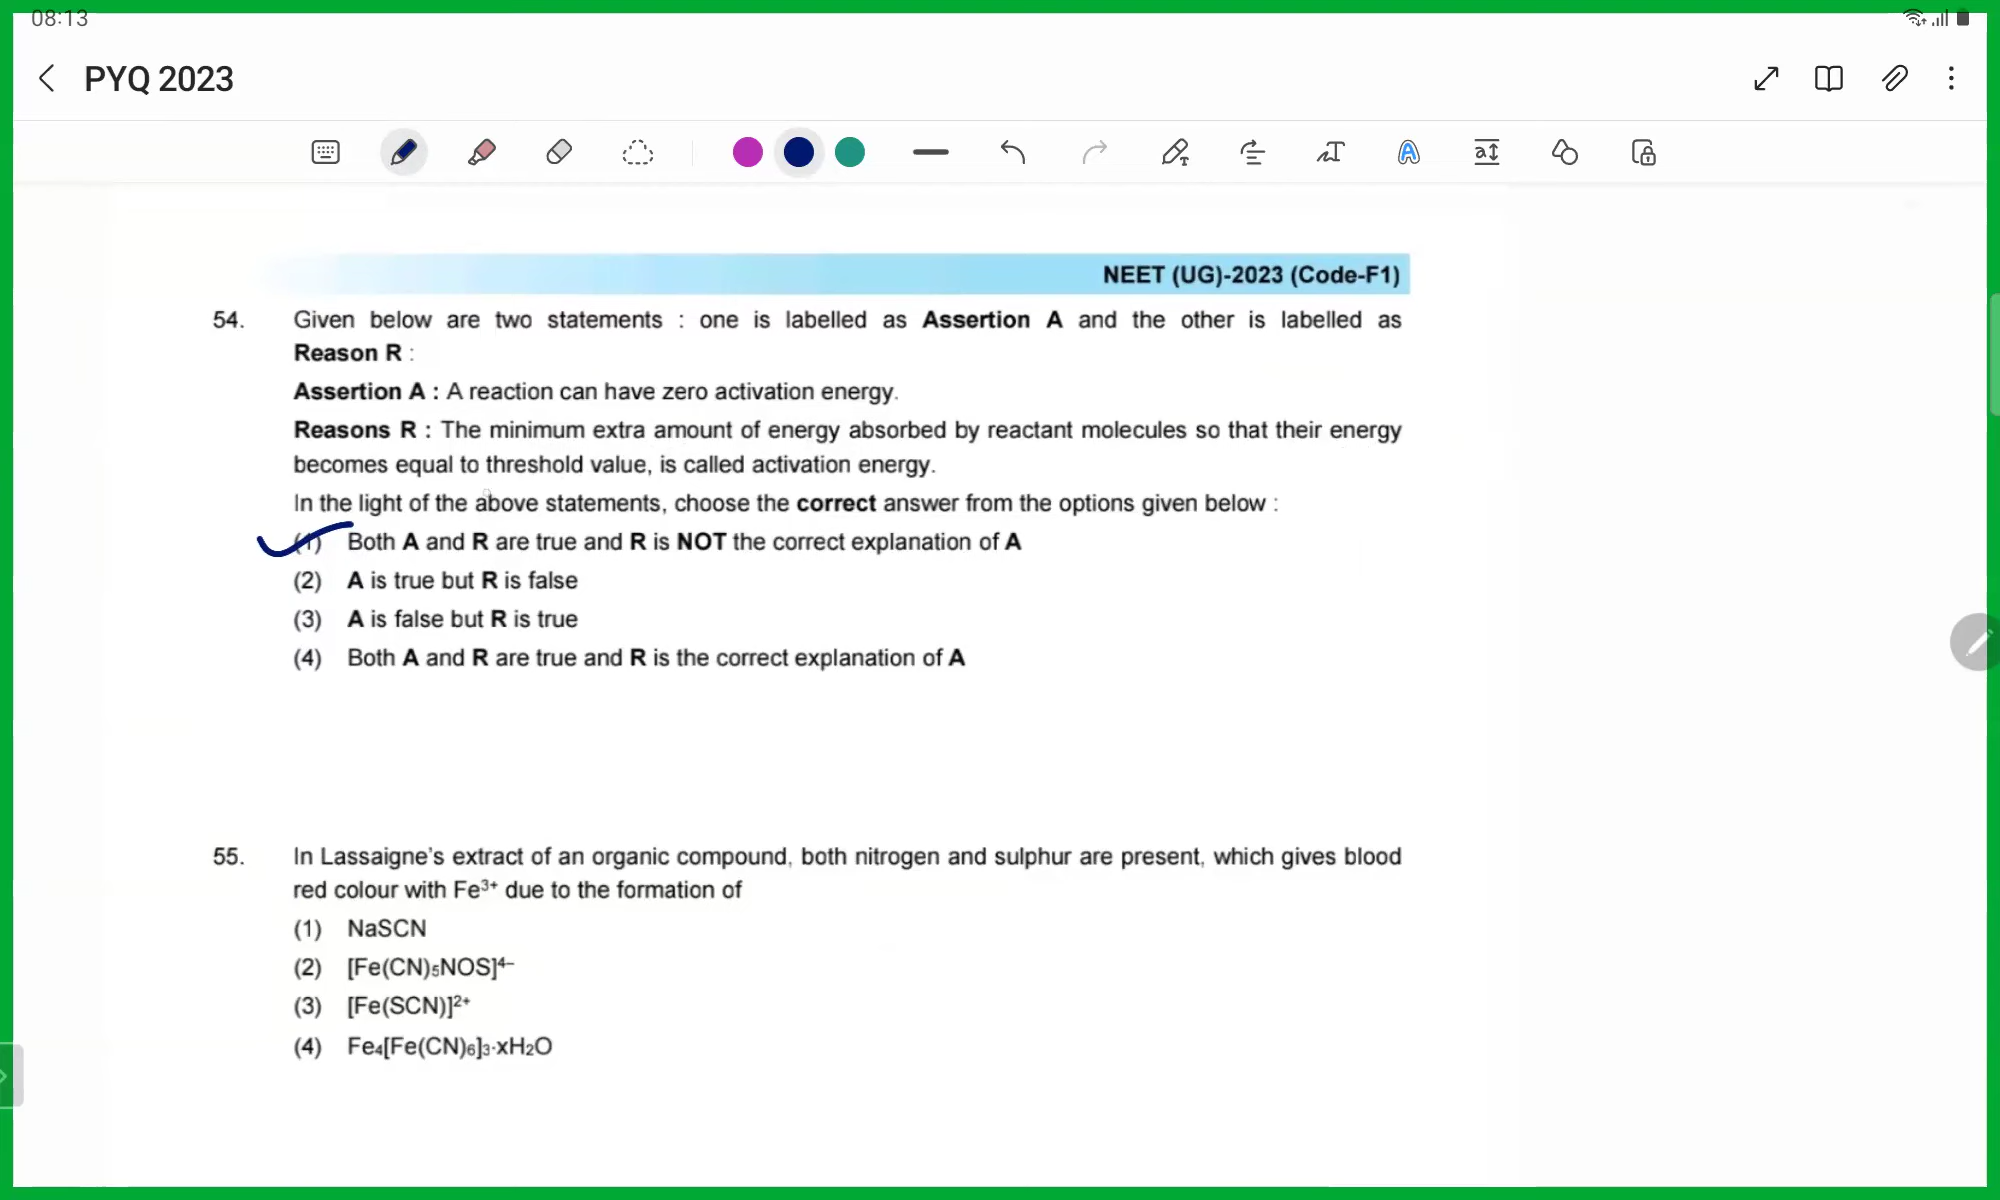 08:13
PYQ 2023
NEET (UG)-2023 (Code-F1)
54. Given below are two statements : one is labelled as Assertion A and the other is labelled as
Reason R :
Assertion A : A reaction can have zero activation energy.
Reasons R : The minimum extra amount of energy absorbed by reactant molecules so that their energy
becomes equal to threshold value, is called activation energy.
In the light of the above statements, choose the correct answer from the options given below :
(1) Both A and R are true and R is NOT the correct explanation of A
(2) A is true but R is false
(3) A is false but R is true
(4) Both A and R are true and R is the correct explanation of A
55. In Lassaigne's extract of an organic compound, both nitrogen and sulphur are present, which gives blood
red colour with Fe³⁺ due to the formation of
(1) NaSCN
(2) [Fe(CN)₅NOS]⁴⁻
(3) [Fe(SCN)]²⁺
(4) Fe₄[Fe(CN)₆]₃·xH₂O